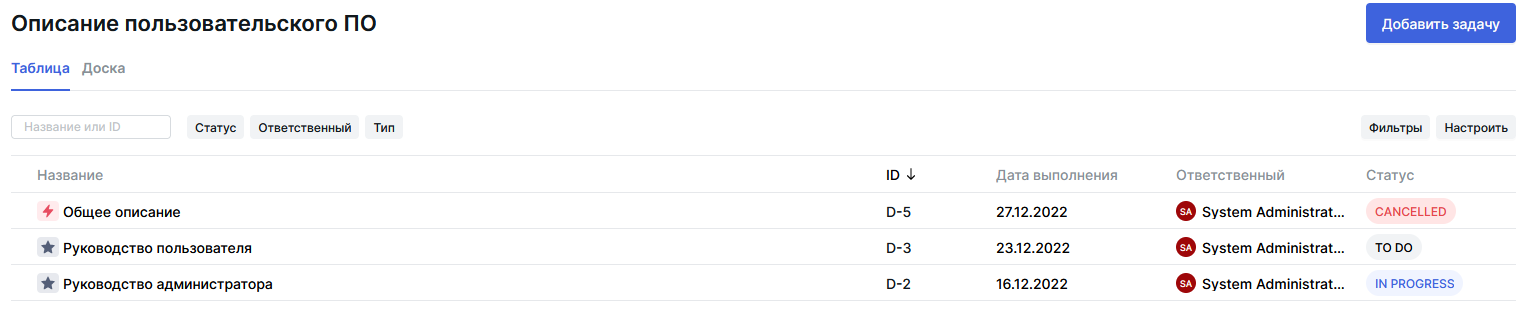 Описание пользовательского ПО
Добавить задачу
Таблица Доска
Название или ID Статус Ответственный Тип Фильтры Настроить
Название ID ↓ Дата выполнения Ответственный Статус
Общее описание D-5 27.12.2022 SA System Administrat... CANCELLED
Руководство пользователя D-3 23.12.2022 SA System Administrat... TO DO
Руководство администратора D-2 16.12.2022 SA System Administrat... IN PROGRESS